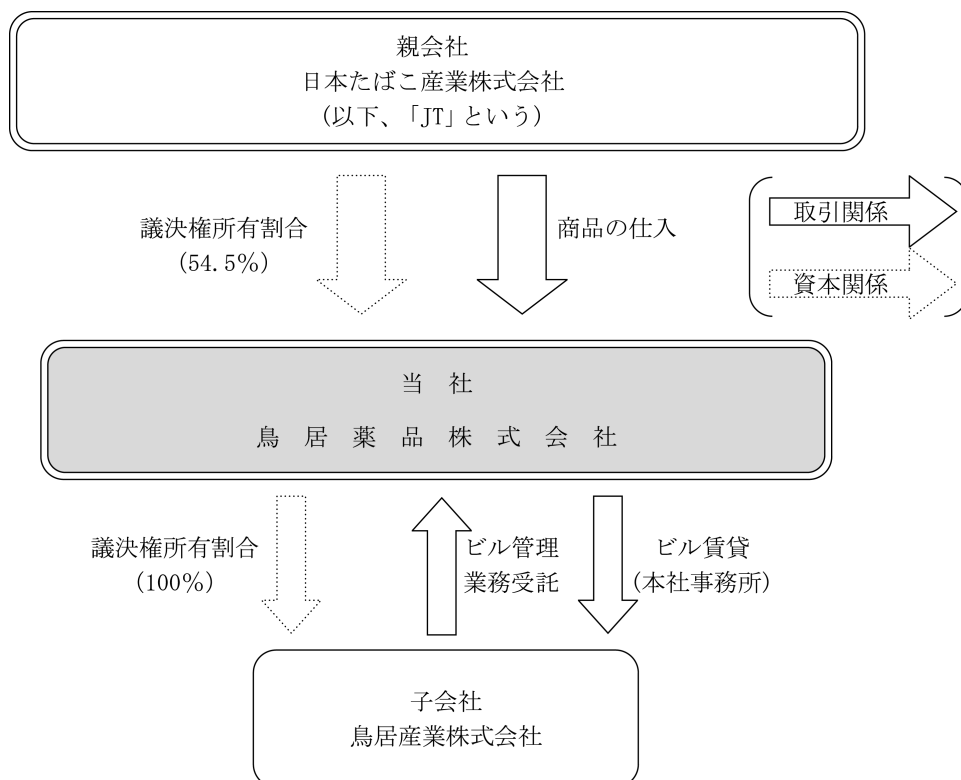 親会社
日本たばこ産業株式会社
(以下、「JT」という)
議決権所有割合
(54.5%)
商品の仕入
取引関係
資本関係
当 社
鳥 居 薬 品 株 式 会 社
議決権所有割合
(100%)
ビル管理
業務受託
ビル賃貸
(本社事務所)
子会社
鳥居産業株式会社